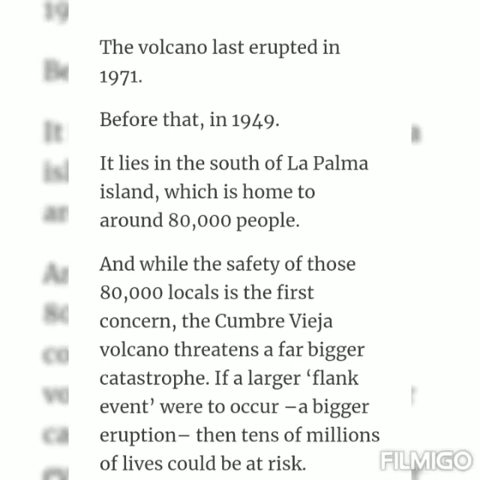 The volcano last erupted in
1971.
Before that, in 1949.
It lies in the south of La Palma
island, which is home to
around 80,000 people.
And while the safety of those
80,000 locals is the first
concern, the Cumbre Vieja
volcano threatens a far bigger
catastrophe. If a larger ‘flank
event’ were to occur –a bigger
eruption– then tens of millions
of lives could be at risk.
FILMIGO